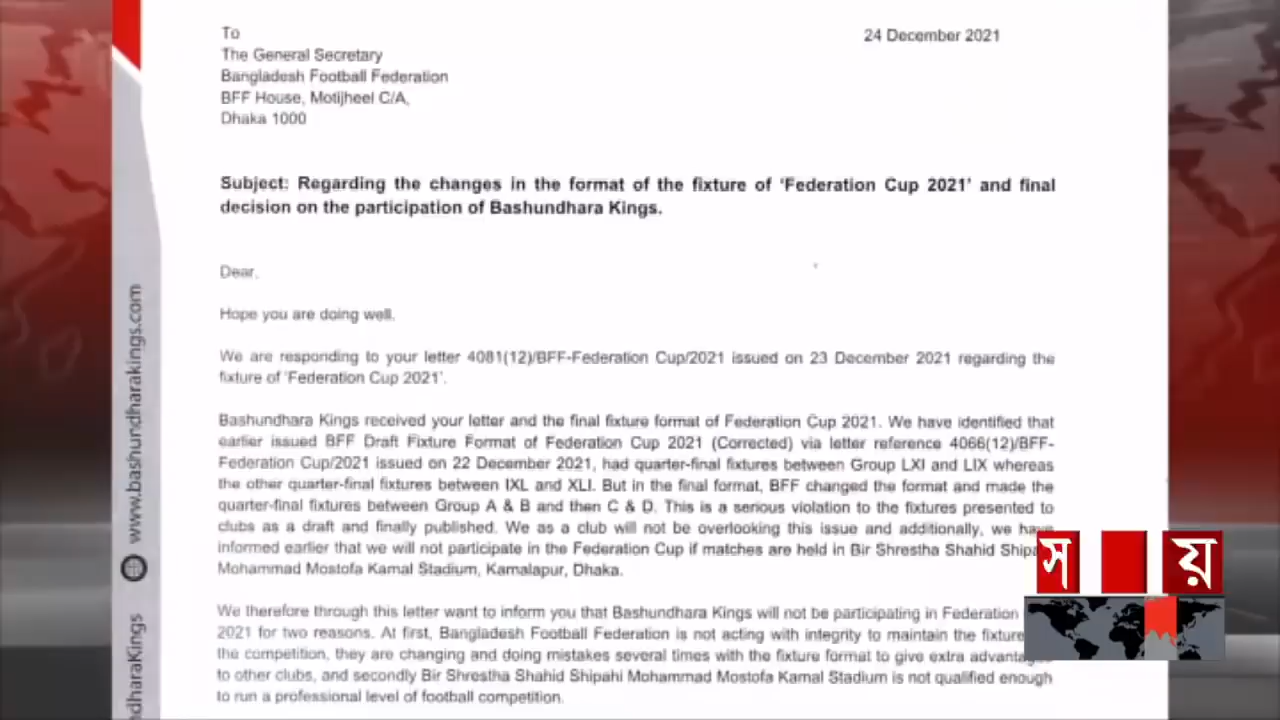 To
24 December 2021
The General Secretary
Bangladesh Football Federation
BFF House, Motijheel C/A,
Dhaka 1000
Subject: Regarding the changes in the format of the fixture of ‘Federation Cup 2021’ and final
decision on the participation of Bashundhara Kings.
Dear,
Hope you are doing well.
We are responding to your letter 4081(12)/BFF-Federation Cup/2021 issued on 23 December 2021 regarding the
fixture of ‘Federation Cup 2021’.
Bashundhara Kings received your letter and the final fixture format of Federation Cup 2021. We have identified that
earlier issued BFF Draft Fixture Format of Federation Cup 2021 (Corrected) via letter reference 4066(12)/BFF-
Federation Cup/2021 issued on 22 December 2021, had quarter-final fixtures between Group LXI and LIX whereas
the other quarter-final fixtures between IXL and XLI. But in the final format, BFF changed the format and made the
quarter-final fixtures between Group A & B and then C & D. This is a serious violation to the fixtures presented to
clubs as a draft and finally published. We as a club will not be overlooking this issue and additionally, we have
informed earlier that we will not participate in the Federation Cup if matches are held in Bir Shrestha Shahid Shipa
Mohammad Mostofa Kamal Stadium, Kamalapur, Dhaka.
We therefore through this letter want to inform you that Bashundhara Kings will not be participating in Federation
2021 for two reasons. At first, Bangladesh Football Federation is not acting with integrity to maintain the fixture
the competition, they are changing and doing mistakes several times with the fixture format to give extra advantag
to other clubs, and secondly Bir Shrestha Shahid Shipahi Mohammad Mostofa Kamal Stadium is not qualified enough
to run a professional level of football competition.
www.bashundharakings.com
dharaKings
সময়